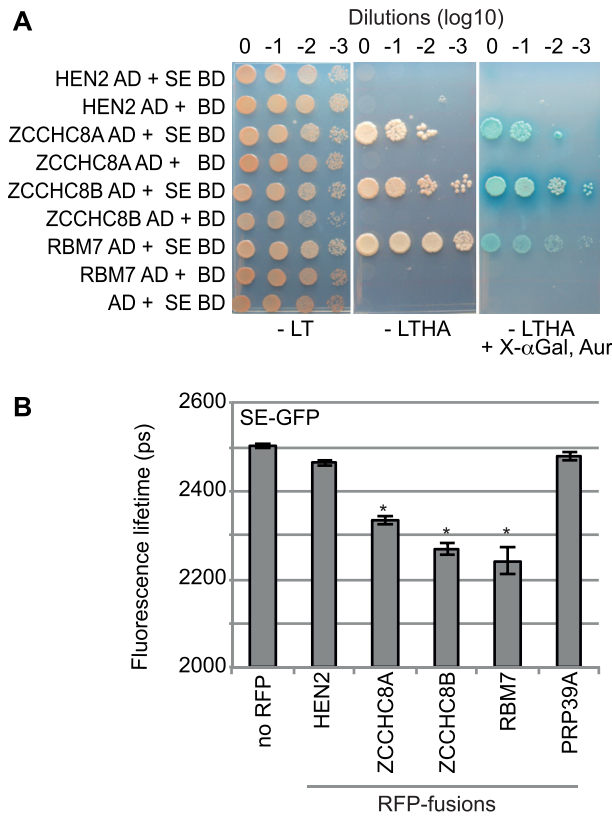 A
Dilutions (log10)
0 -1 -2 -3 0 -1 -2 -3 0 -1 -2 -3
HEN2 AD + SE BD
HEN2 AD + BD
ZCCHC8A AD + SE BD
ZCCHC8A AD + BD
ZCCHC8B AD + SE BD
ZCCHC8B AD + BD
RBM7 AD + SE BD
RBM7 AD + BD
AD + SE BD
- LT
- LTHA
- LTHA
+ X-αGal, Aur
B
SE-GFP
Fluorescence lifetime (ps)
2600
2400
2200
2000
* * *
no RFP
HEN2
ZCCHC8A
ZCCHC8B
RBM7
PRP39A
RFP-fusions